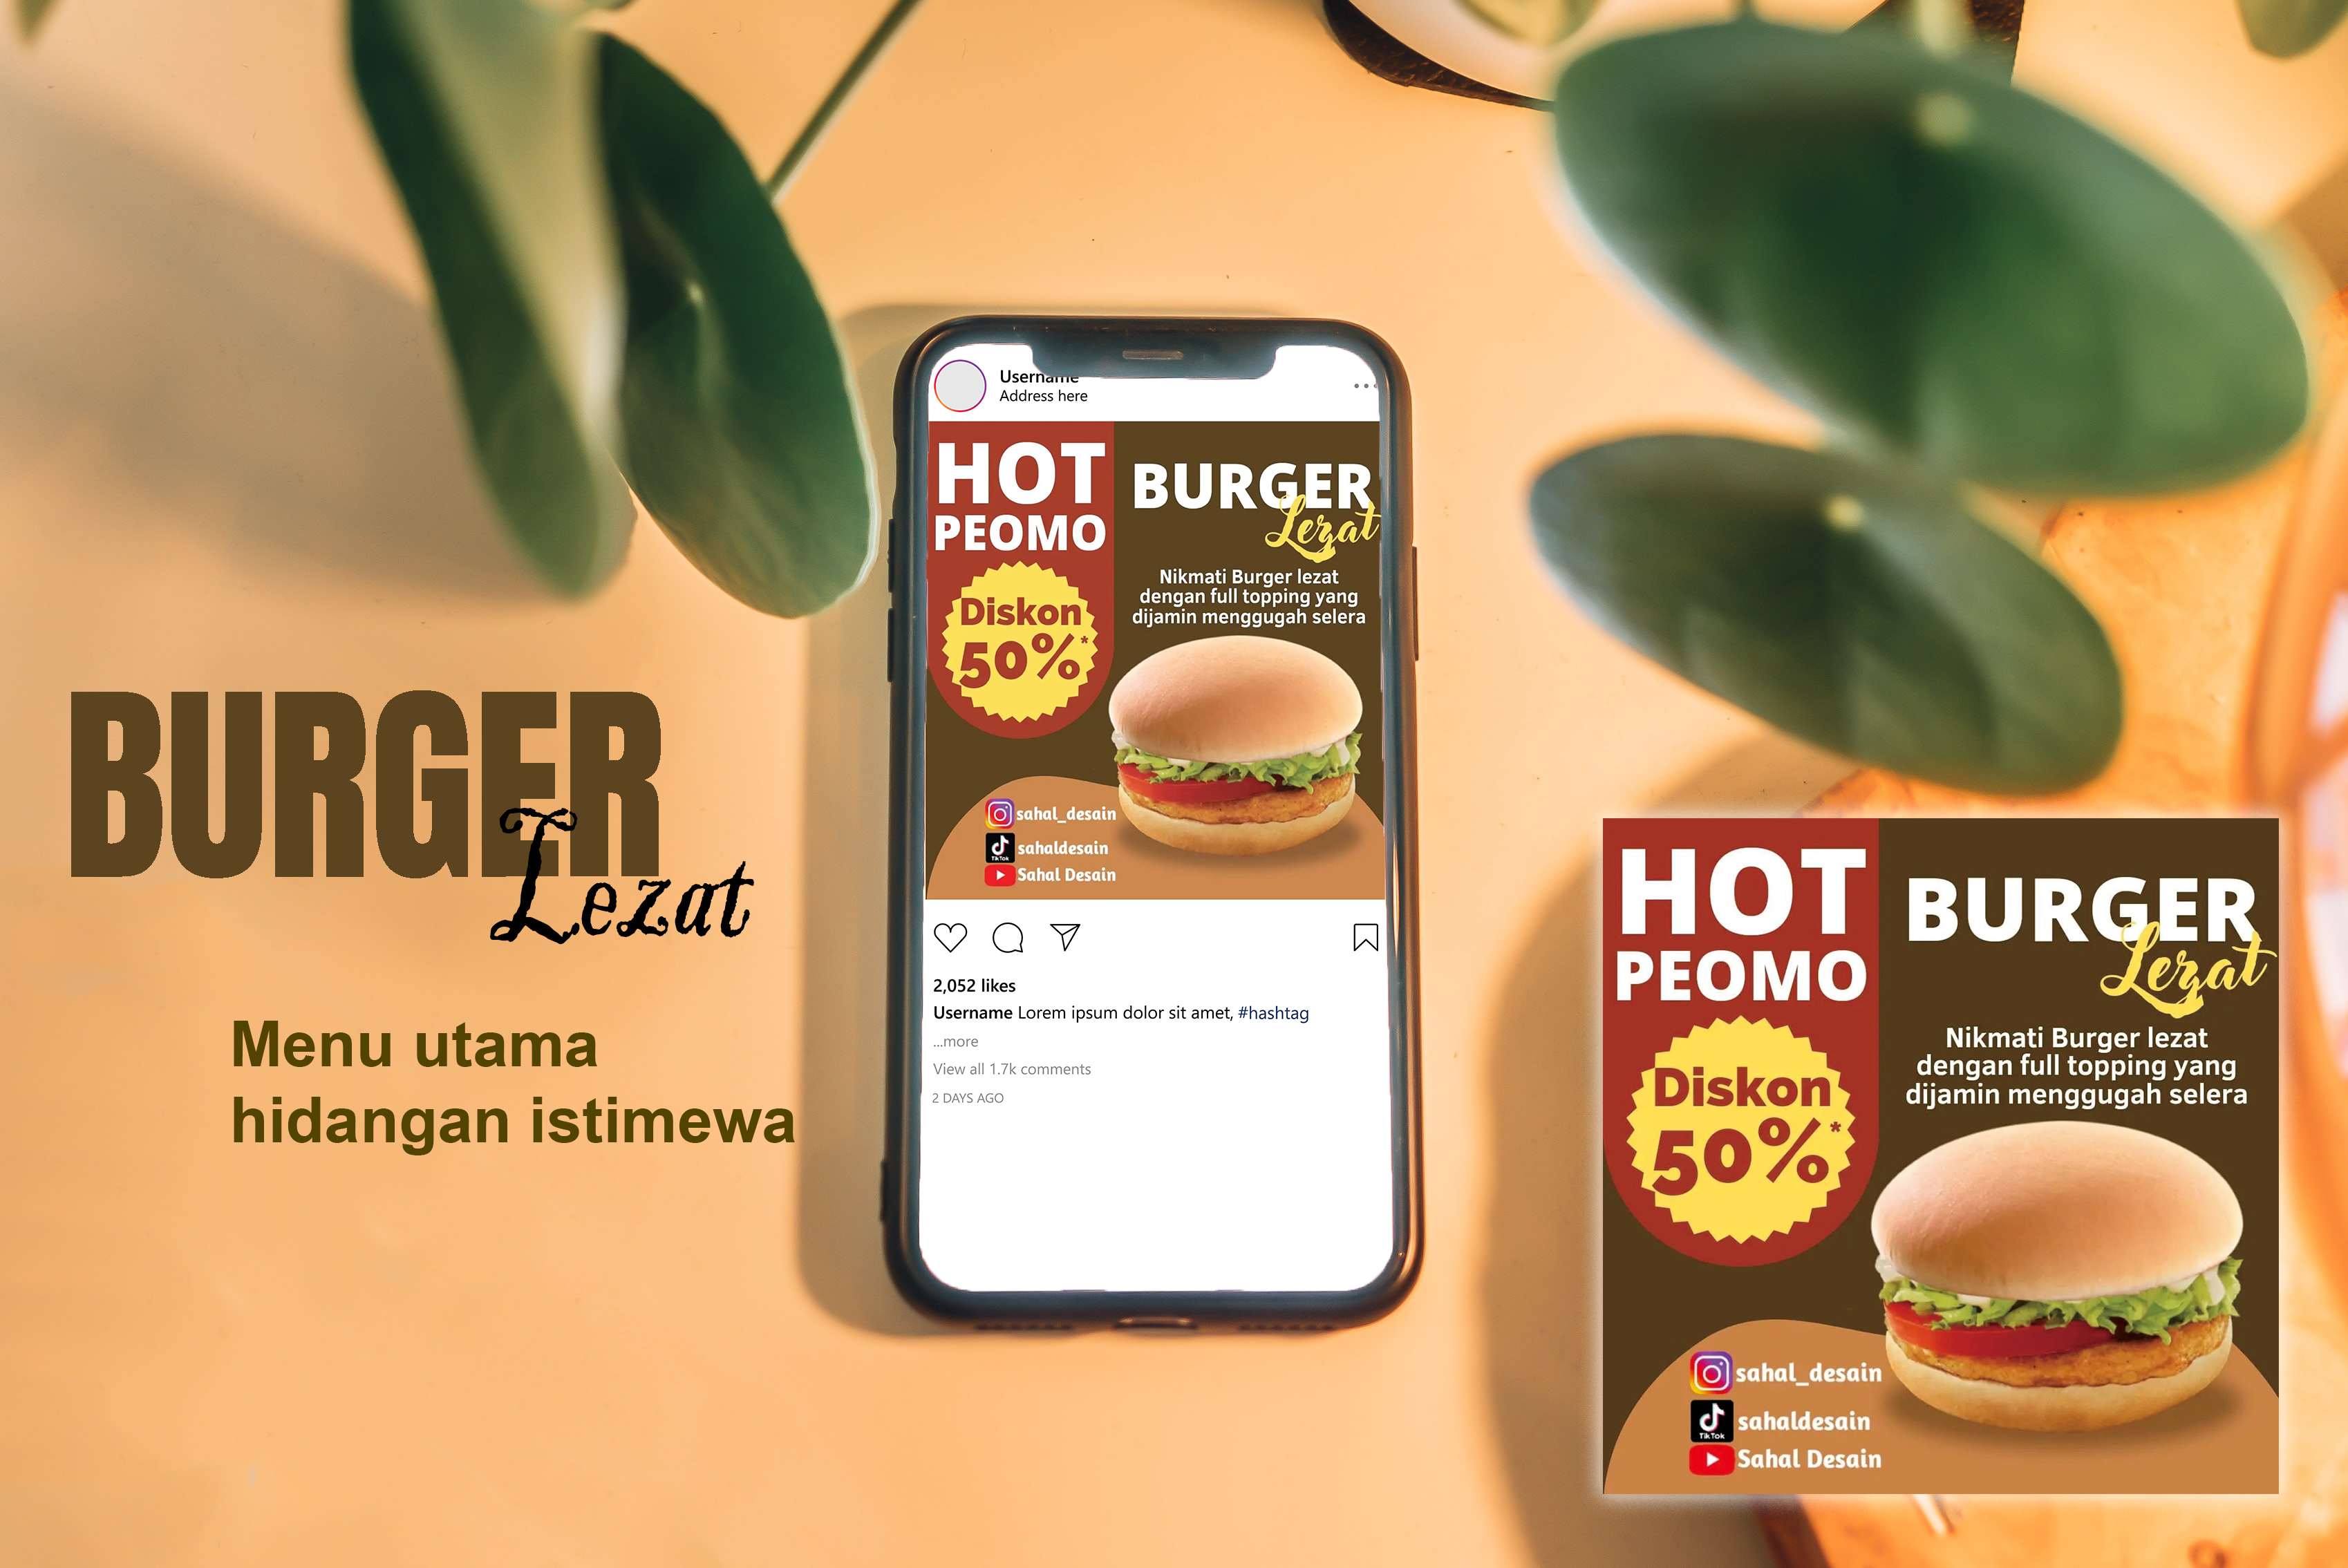 BURGER
Lezat
Menu utama
hidangan istimewa
Username
Address here
HOT
PEOMO
Diskon
50%*
BURGER
Lezat
Nikmati Burger lezat
dengan full topping yang
dijamin menggugah selera
sahal_desain
TikTok
sahaldesain
Sahal Desain
2,052 likes
Username Lorem ipsum dolor sit amet, #hashtag
...more
View all 1.7k comments
2 DAYS AGO
HOT
PEOMO
Diskon
50%*
BURGER
Lezat
Nikmati Burger lezat
dengan full topping yang
dijamin menggugah selera
sahal_desain
TikTok
sahaldesain
Sahal Desain